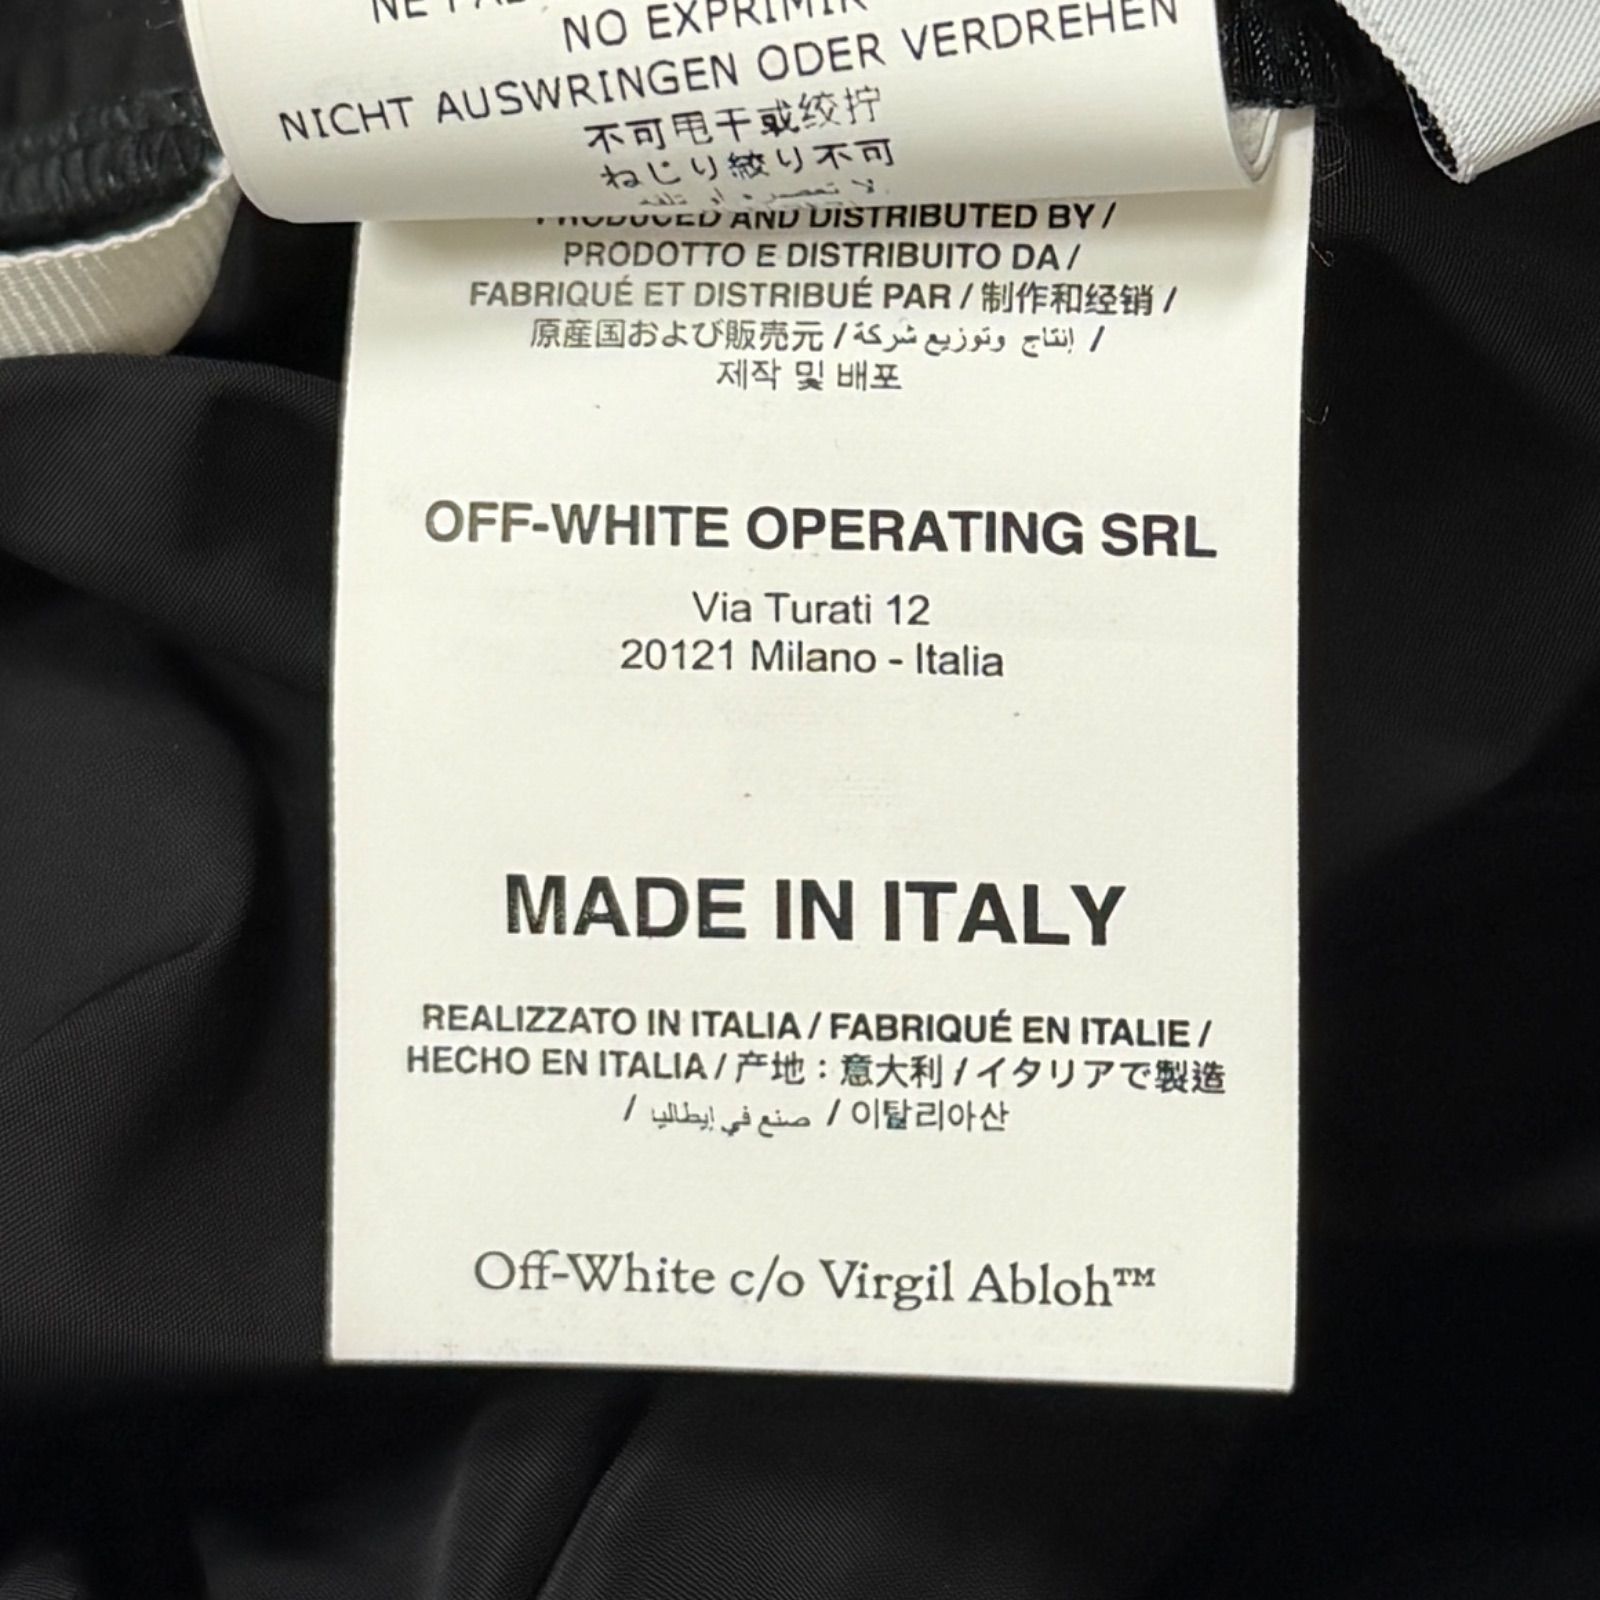 NO EXPRIMIR
NICHT AUSWRINGEN ODER VERDREHEN
不可甩干或绞拧
ねじり絞り不可
PRODUCED AND DISTRIBUTED BY /
PRODOTTO E DISTRIBUITO DA /
FABRIQUÉ ET DISTRIBUÉ PAR / 制作和经销 /
原産国および販売元 / إنتاج وتوزيع شركة /
제작 및 배포
OFF-WHITE OPERATING SRL
Via Turati 12
20121 Milano - Italia
MADE IN ITALY
REALIZZATO IN ITALIA / FABRIQUÉ EN ITALIE /
HECHO EN ITALIA / 产地：意大利 / イタリアで製造
/ صنع في إيطاليا / 이탈리아산
Off-White c/o Virgil Abloh™